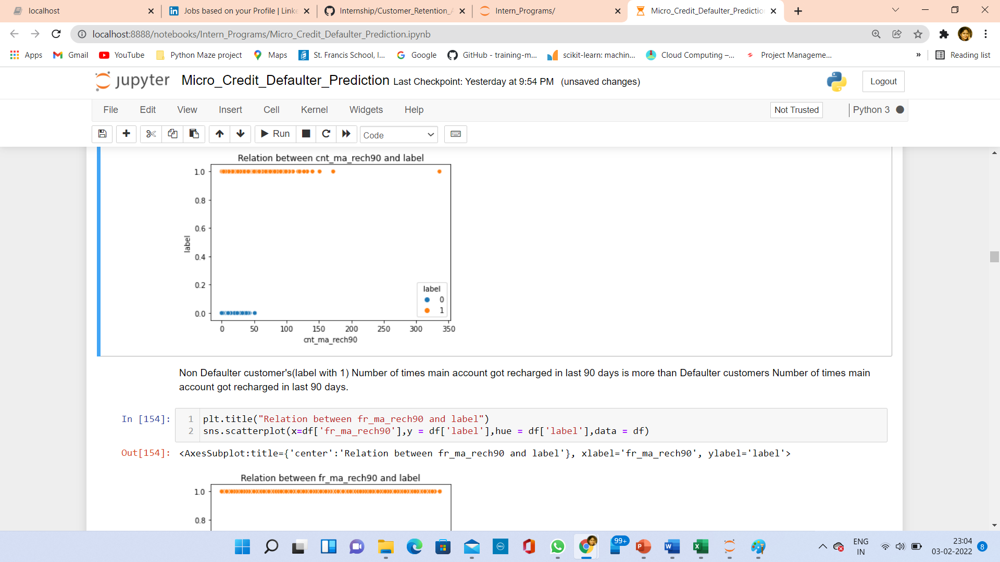 localhost
Jobs based on your Profile | Linke
Internship/Customer_Retention_A
Intern_Programs/
Micro_Credit_Defaulter_Predictio
localhost:8888/notebooks/Intern_Programs/Micro_Credit_Defaulter_Prediction.ipynb
Apps Gmail YouTube Python Maze project Maps St. Francis School, I... Google GitHub - training-m... scikit-learn: machin... Cloud Computing –... Project Manageme... » Reading list
jupyter Micro_Credit_Defaulter_Prediction Last Checkpoint: Yesterday at 9:54 PM (unsaved changes) Logout
File Edit View Insert Cell Kernel Widgets Help Not Trusted Python 3
Run Code
Relation between cnt_ma_rech90 and label
1.0
0.8
0.6
label
0.4
0.2
0.0
label
0
1
0 50 100 150 200 250 300 350
cnt_ma_rech90
Non Defaulter customer's(label with 1) Number of times main account got recharged in last 90 days is more than Defaulter customers Number of times main
account got recharged in last 90 days.
In [154]: 1 plt.title("Relation between fr_ma_rech90 and label")
2 sns.scatterplot(x=df['fr_ma_rech90'],y = df['label'],hue = df['label'],data = df)
Out[154]: <AxesSubplot:title={'center':'Relation between fr_ma_rech90 and label'}, xlabel='fr_ma_rech90', ylabel='label'>
Relation between fr_ma_rech90 and label
1.0
0.8
DELL
99+
P
W
X
ENG
IN
23:04
03-02-2022
8